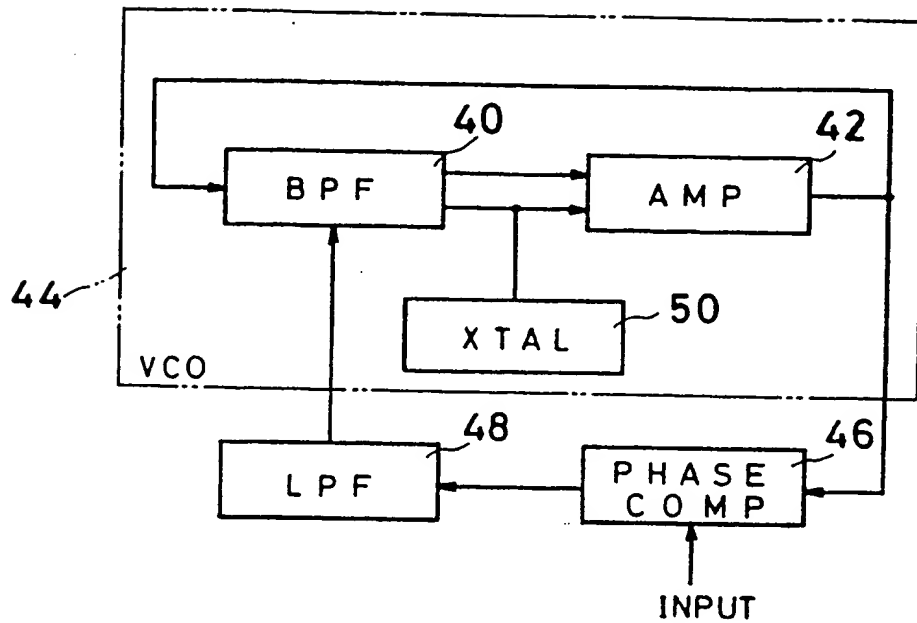 40
42
BPF
AMP
44
50
XTAL
VCO
48
46
LPF
PHASE
COMP
INPUT